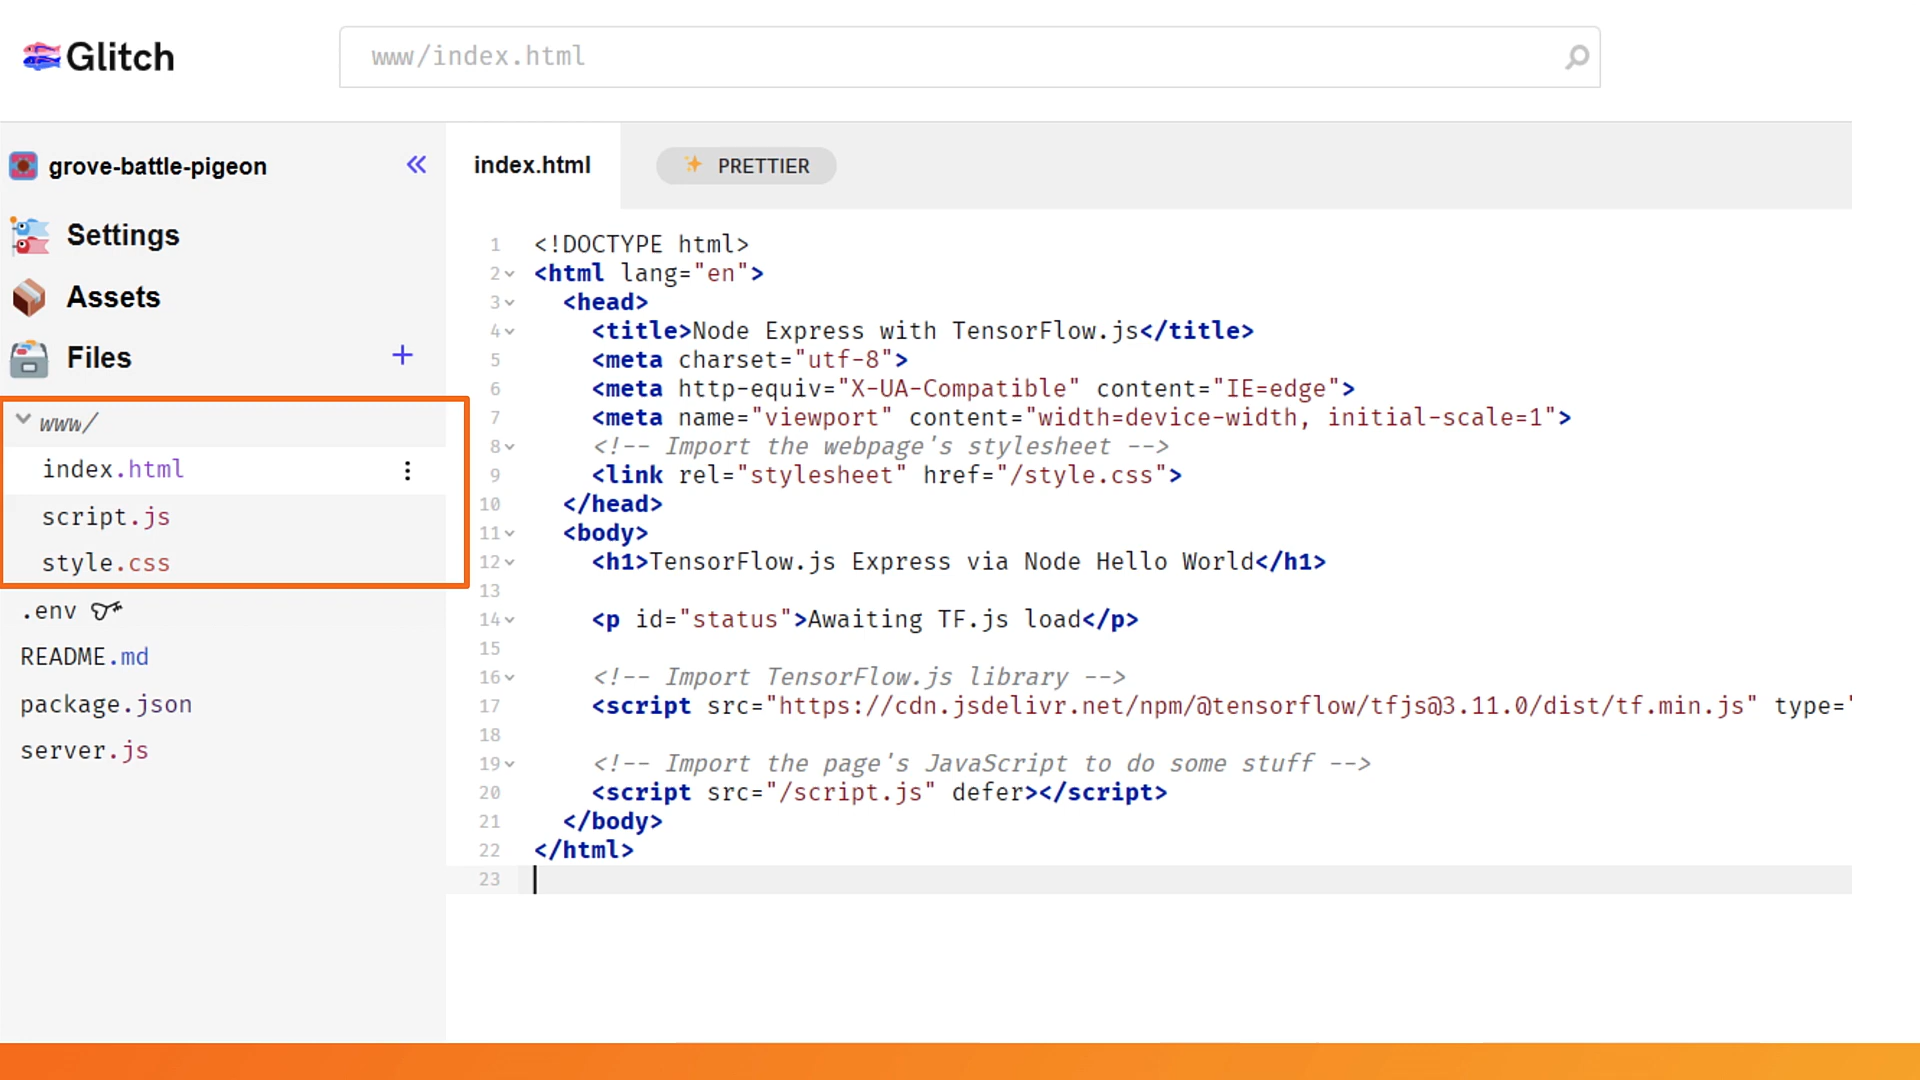 Glitch
www/index.html
grove-battle-pigeon
Settings
Assets
Files
www/
index.html
script.js
style.css
.env
README.md
package.json
server.js
index.html
PRETTIER
1 <!DOCTYPE html>
2 <html lang="en">
3 <head>
4 <title>Node Express with TensorFlow.js</title>
5 <meta charset="utf-8">
6 <meta http-equiv="X-UA-Compatible" content="IE=edge">
7 <meta name="viewport" content="width=device-width, initial-scale=1">
8 <!-- Import the webpage's stylesheet -->
9 <link rel="stylesheet" href="/style.css">
10 </head>
11 <body>
12 <h1>TensorFlow.js Express via Node Hello World</h1>
13
14 <p id="status">Awaiting TF.js load</p>
15
16 <!-- Import TensorFlow.js library -->
17 <script src="https://cdn.jsdelivr.net/npm/@tensorflow/tfjs@3.11.0/dist/tf.min.js" type="
18
19 <!-- Import the page's JavaScript to do some stuff -->
20 <script src="/script.js" defer></script>
21 </body>
22 </html>
23